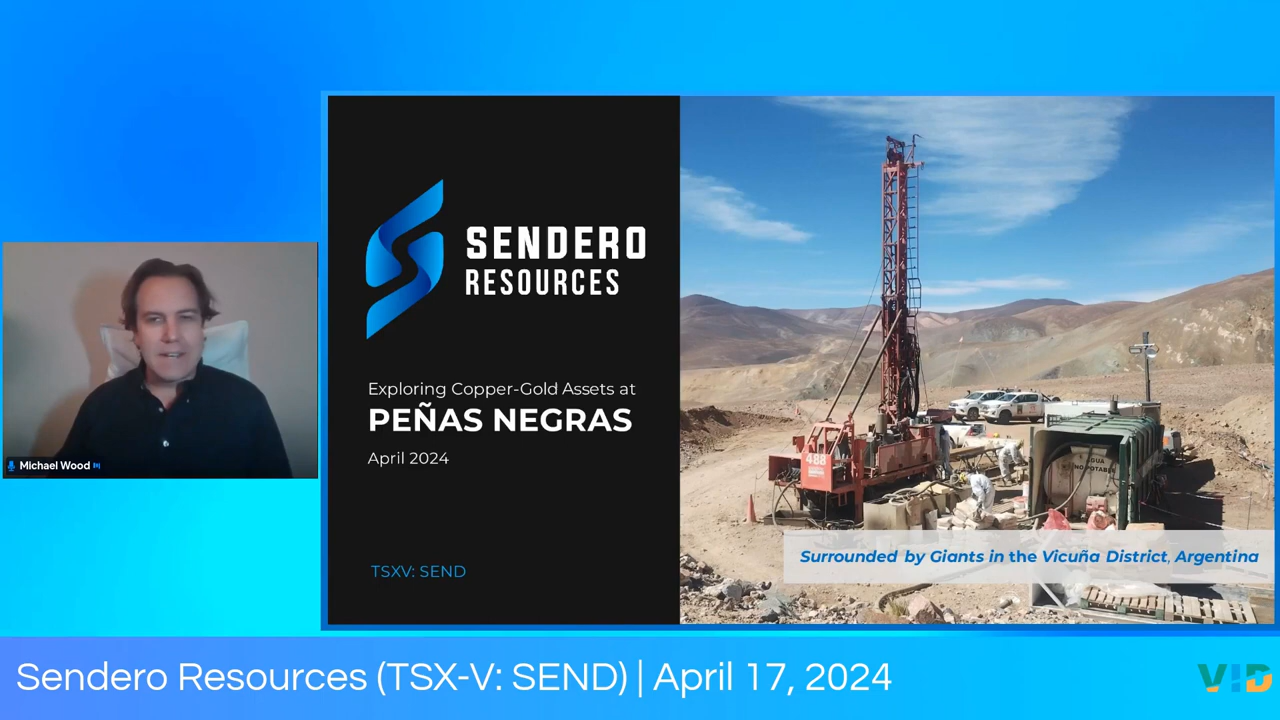 SENDERO
RESOURCES
Exploring Copper-Gold Assets at
PEÑAS NEGRAS
April 2024
TSXV: SEND
488
AGUA
NO POTABLE
Surrounded by Giants in the Vicuña District, Argentina
Michael Wood
Sendero Resources (TSX-V: SEND) | April 17, 2024
VID